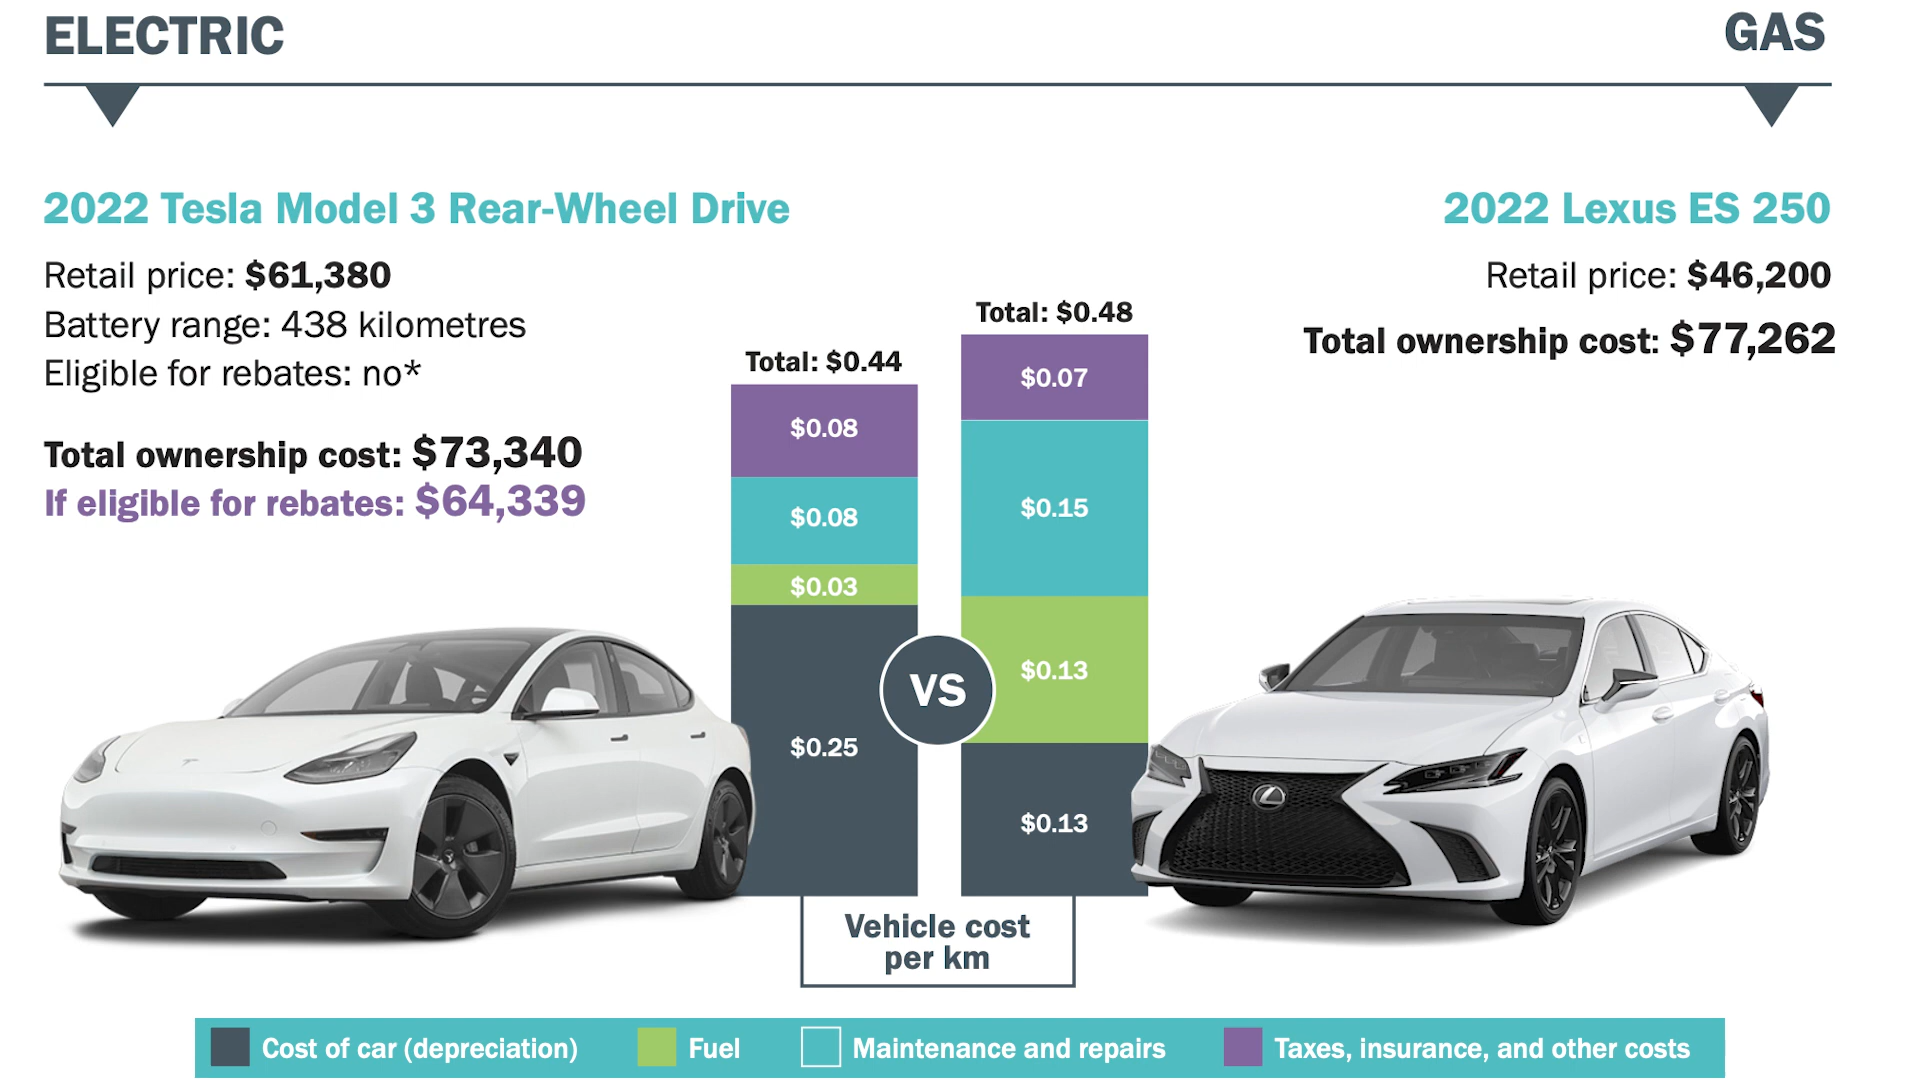 ELECTRIC
GAS
2022 Tesla Model 3 Rear-Wheel Drive
Retail price: $61,380
Battery range: 438 kilometres
Eligible for rebates: no*
Total ownership cost: $73,340
If eligible for rebates: $64,339
2022 Lexus ES 250
Retail price: $46,200
Total ownership cost: $77,262
Total: $0.44
$0.08
$0.08
$0.03
$0.25
VS
Total: $0.48
$0.07
$0.15
$0.13
$0.13
Vehicle cost
per km
Cost of car (depreciation)
Fuel
Maintenance and repairs
Taxes, insurance, and other costs